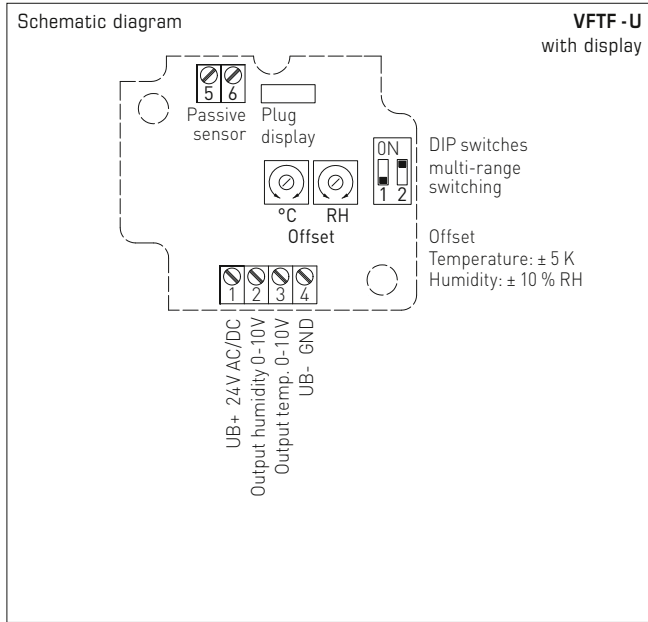 Schematic diagram
VFTF - U
with display
5 6
Passive
sensor
Plug
display
ON
1 2
DIP switches
multi-range
switching
°C RH
Offset
Offset
Temperature: ± 5 K
Humidity: ± 10 % RH
1 2 3 4
UB+ 24V AC/DC
Output humidity 0-10V
Output temp. 0-10V
UB- GND